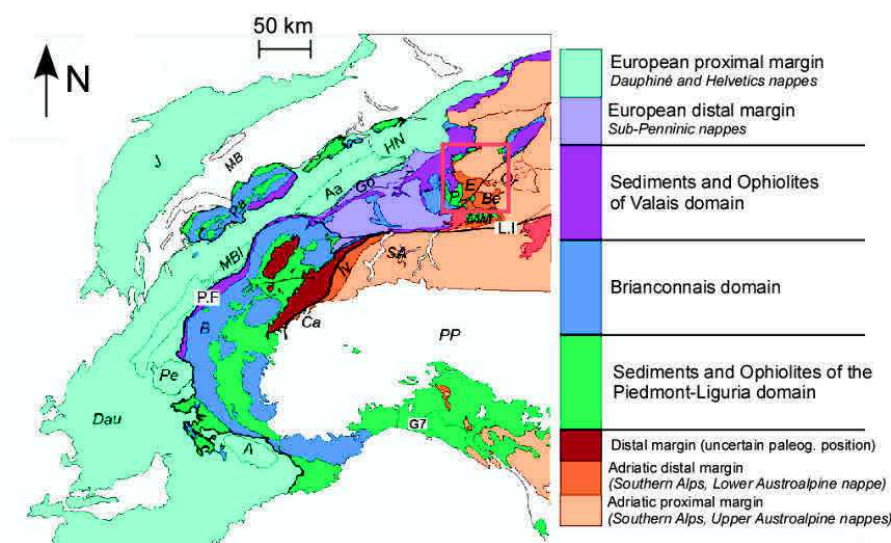 50 km
N
J
MB
Pa
HN
Aa
Go
MBl
P.F
B
Pe
Dau
A
Iv
SA
Ca
PP
G7
L.I
E
Be
M
European proximal margin
Dauphiné and Helvetics nappes
European distal margin
Sub-Penninic nappes
Sediments and Ophiolites
of Valais domain
Brianconnais domain
Sediments and Ophiolites of the
Piedmont-Liguria domain
Distal margin (uncertain paleog. position)
Adriatic distal margin
(Southern Alps, Lower Austroalpine nappe)
Adriatic proximal margin
(Southern Alps, Upper Austroalpine nappes)